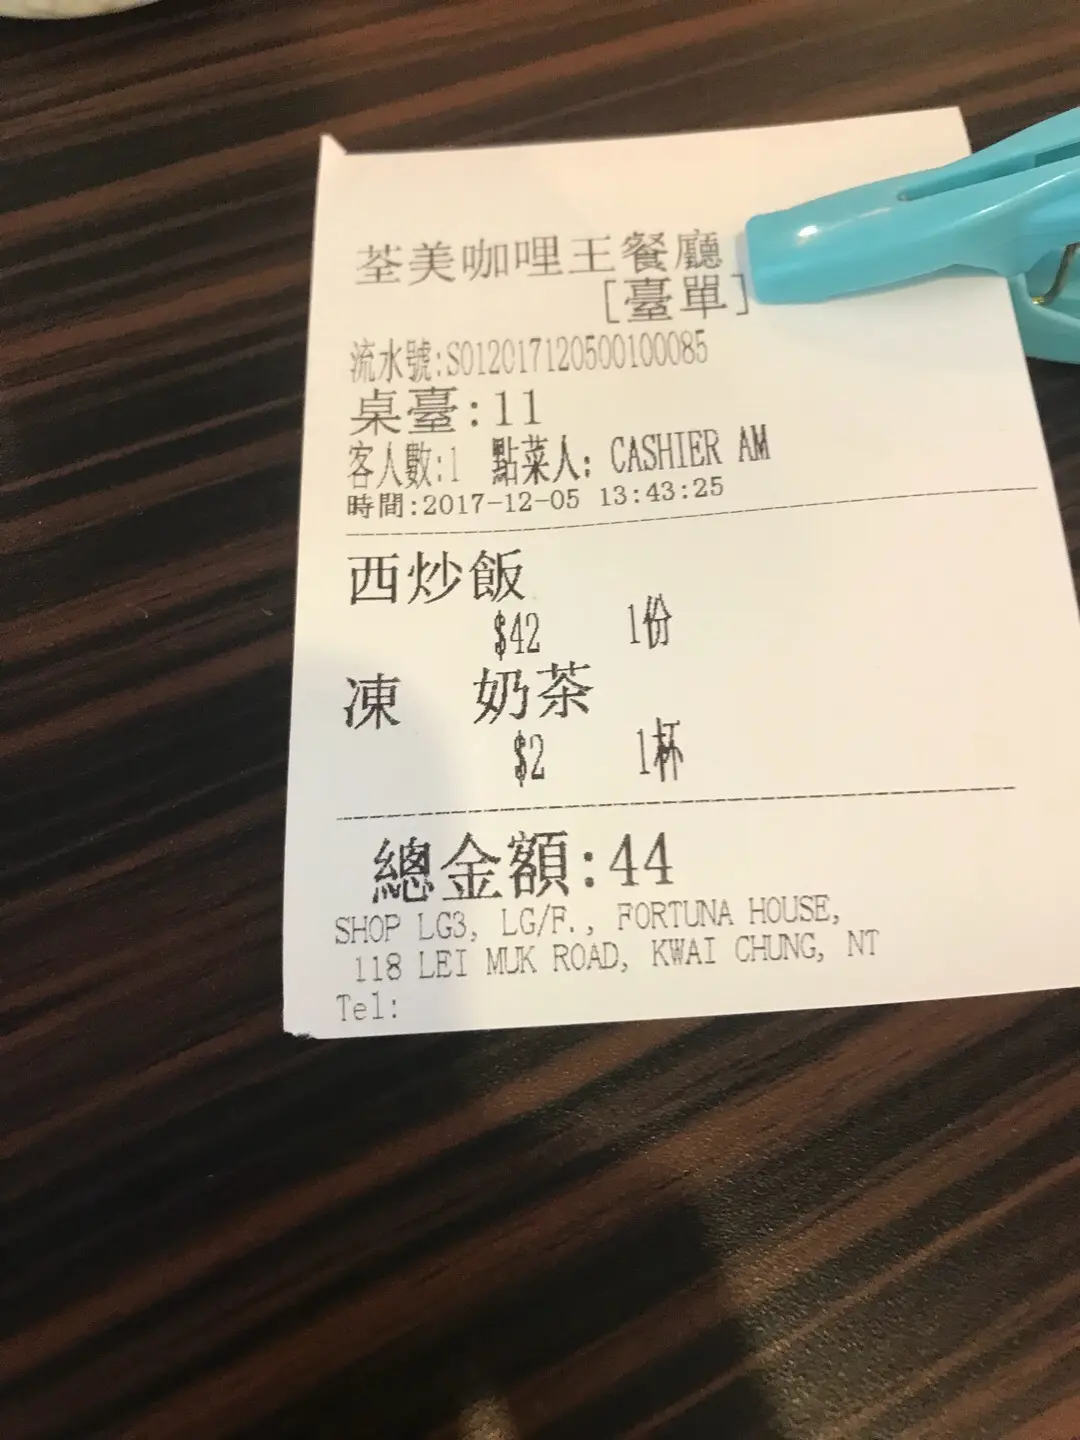 荃美咖哩王餐廳
[臺單]
流水號:S012017120500100085
桌臺:11
客人數:1 點菜人: CASHIER AM
時間:2017-12-05 13:43:25
西炒飯
$42 1份
凍 奶茶
$2 1杯
總金額:44
SHOP LG3, LG/F., FORTUNA HOUSE,
118 LEI MUK ROAD, KWAI CHUNG, NT
Tel: